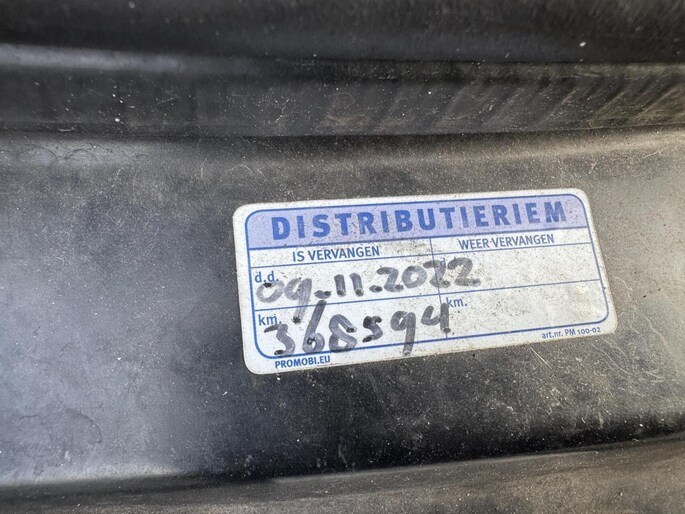 DISTRIBUTIERIEM
IS VERVANGEN WEER VERVANGEN
d.d. 09-11-2022
km. 368594 km.
PROMOBI.EU art.nr. PM 100-02